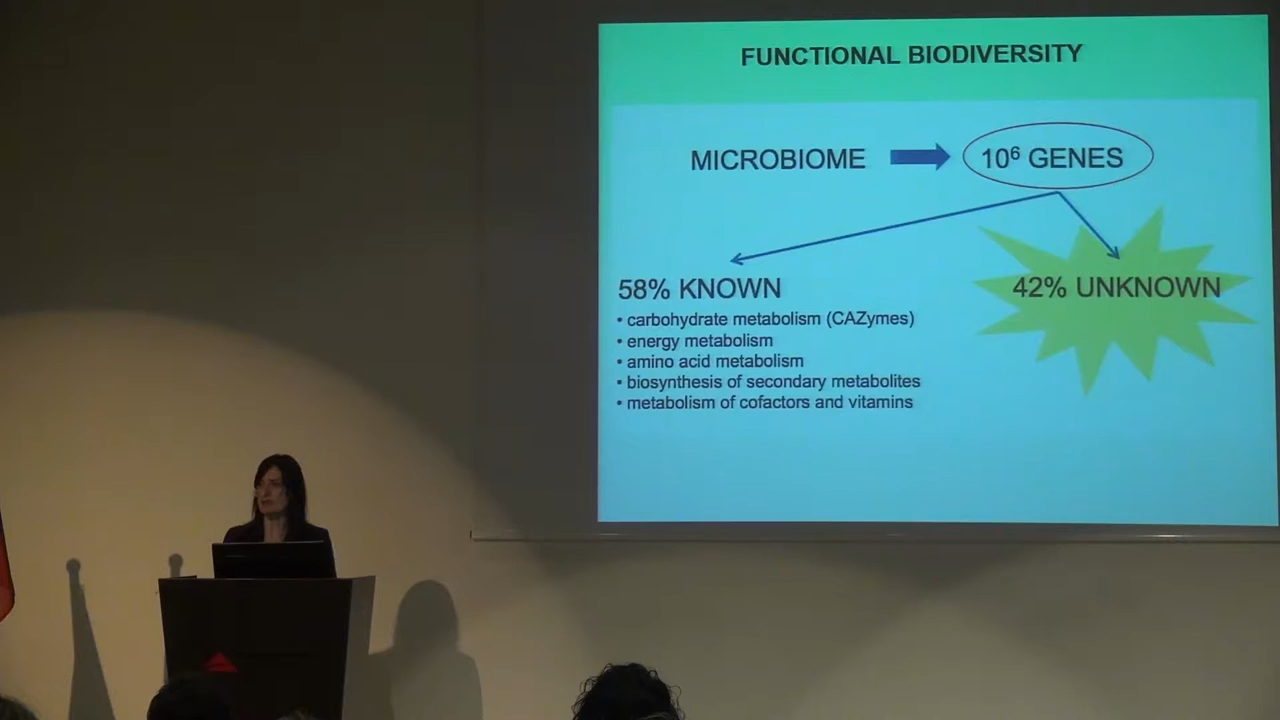 FUNCTIONAL BIODIVERSITY
MICROBIOME
10⁶ GENES
58% KNOWN
• carbohydrate metabolism (CAZymes)
• energy metabolism
• amino acid metabolism
• biosynthesis of secondary metabolites
• metabolism of cofactors and vitamins
42% UNKNOWN